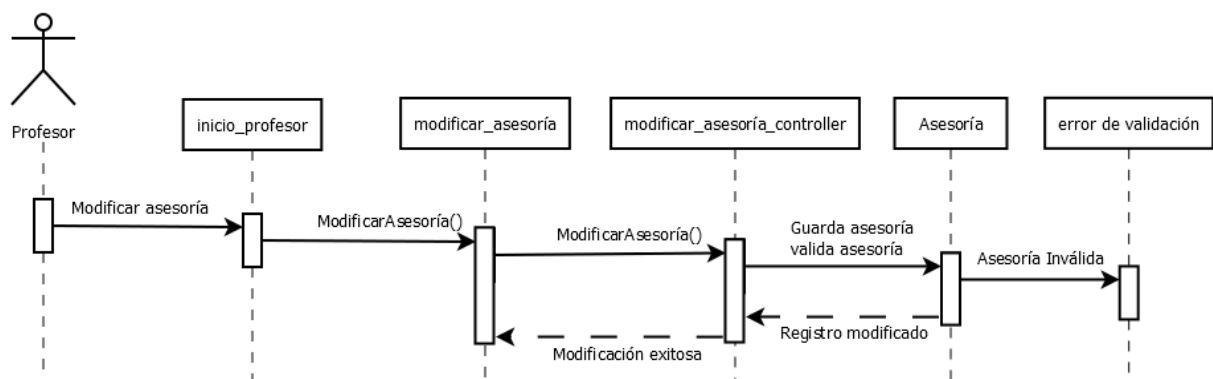 Profesor
inicio_profesor
modificar_asesoría
modificar_asesoría_controller
Asesoría
error de validación
Modificar asesoría
ModificarAsesoría()
ModificarAsesoría()
Guarda asesoría
valida asesoría
Asesoría Inválida
Registro modificado
Modificación exitosa